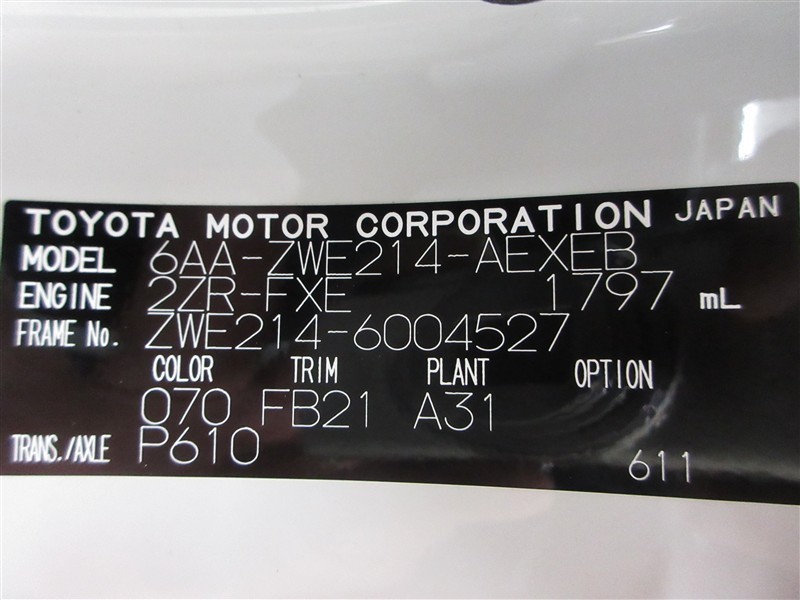 TOYOTA MOTOR CORPORATION JAPAN
MODEL 6AA-ZWE214-AEXEB
ENGINE 2ZR-FXE 1797 mL
FRAME No. ZWE214-6004527
COLOR TRIM PLANT OPTION
070 FB21 A31
TRANS./AXLE P610
611